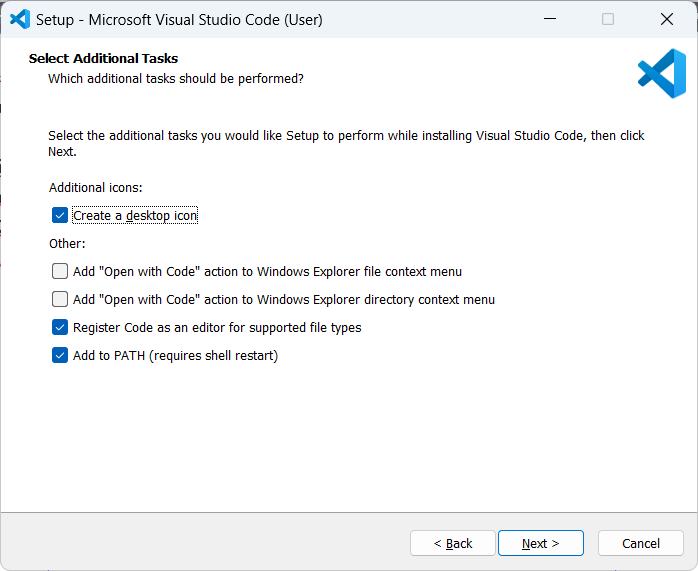 Setup - Microsoft Visual Studio Code (User)
Select Additional Tasks
Which additional tasks should be performed?
Select the additional tasks you would like Setup to perform while installing Visual Studio Code, then click
Next.
Additional icons:
Create a desktop icon
Other:
Add "Open with Code" action to Windows Explorer file context menu
Add "Open with Code" action to Windows Explorer directory context menu
Register Code as an editor for supported file types
Add to PATH (requires shell restart)
< Back
Next >
Cancel